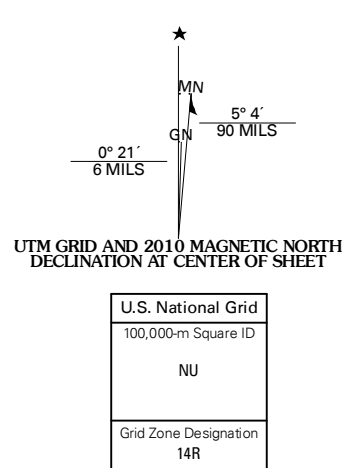 ★
MN
5° 4´
90 MILS
GN
0° 21´
6 MILS
UTM GRID AND 2010 MAGNETIC NORTH
DECLINATION AT CENTER OF SHEET
U.S. National Grid
100,000-m Square ID
NU
Grid Zone Designation
14R